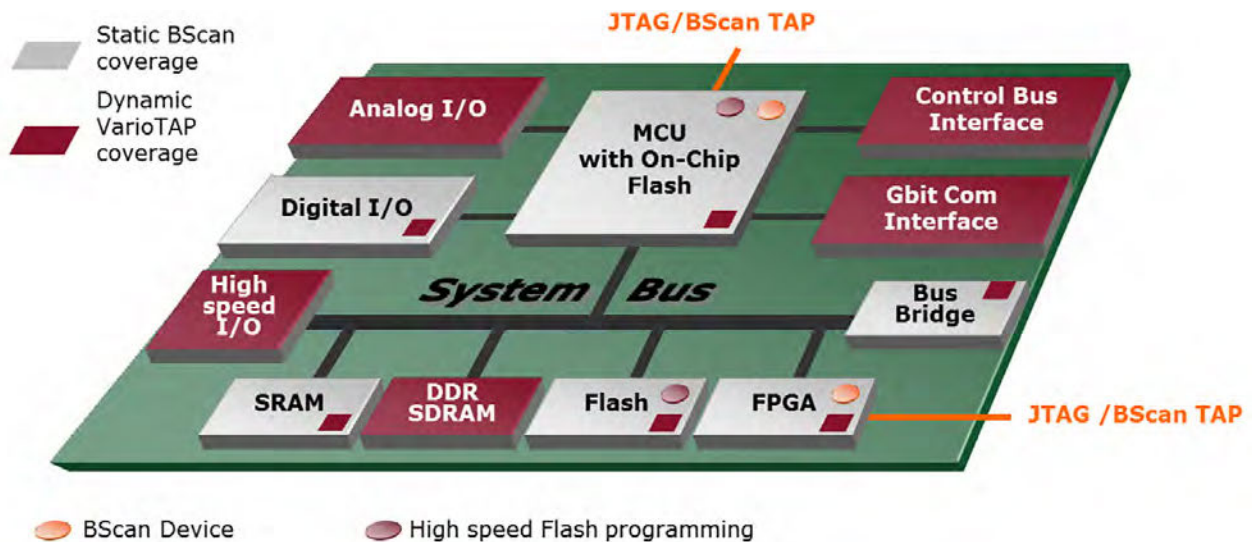 JTAG/BScan TAP
Static BScan
coverage
Dynamic
VarioTAP
coverage
Analog I/O
MCU
with On-Chip
Flash
Control Bus
Interface
Digital I/O
Gbit Com
Interface
High
speed
I/O
System Bus
Bus
Bridge
SRAM
DDR
SDRAM
Flash
FPGA
JTAG /BScan TAP
BScan Device
High speed Flash programming